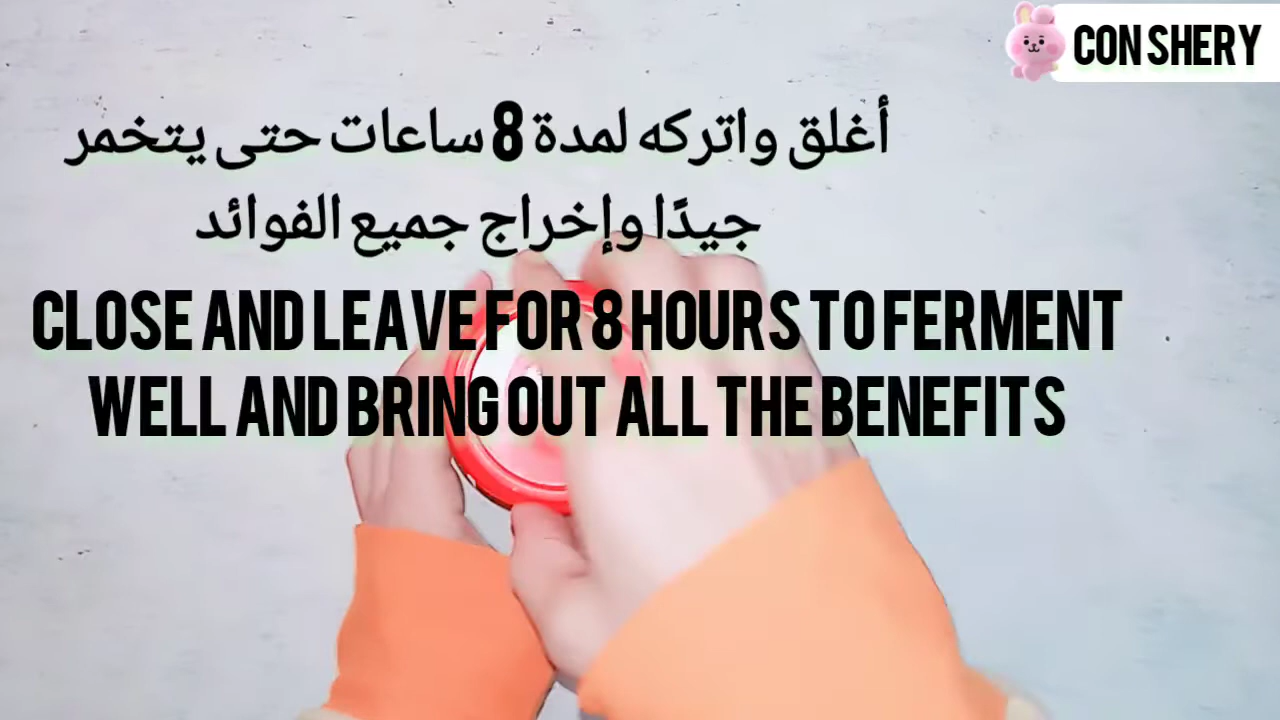 CON SHERY
أغلق واتركه لمدة 8 ساعات حتى يتخمر
جيدًا وإخراج جميع الفوائد
CLOSE AND LEAVE FOR 8 HOURS TO FERMENT
WELL AND BRING OUT ALL THE BENEFITS